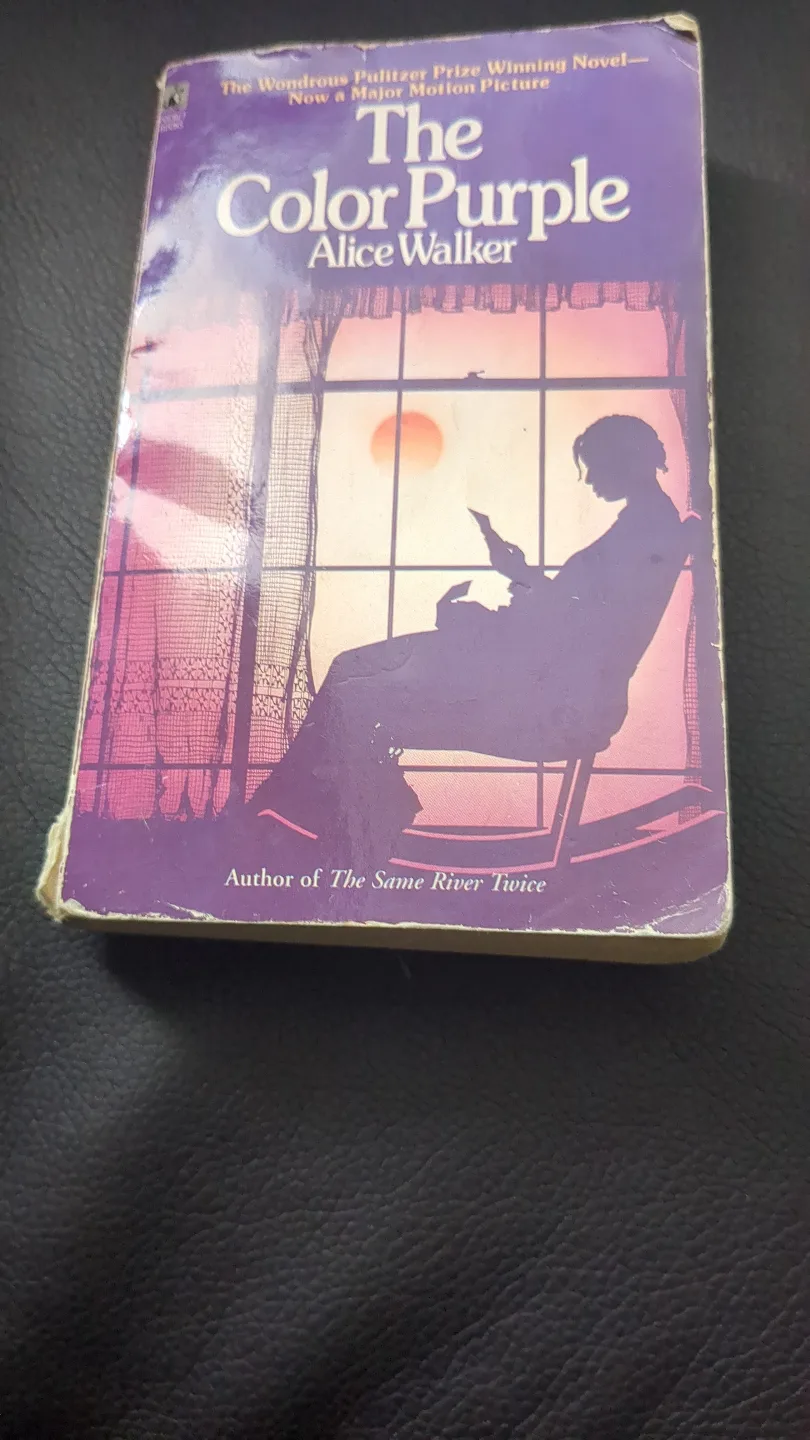 The Wondrous Pulitzer Prize Winning Novel—
Now a Major Motion Picture
The
Color Purple
Alice Walker
Author of The Same River Twice